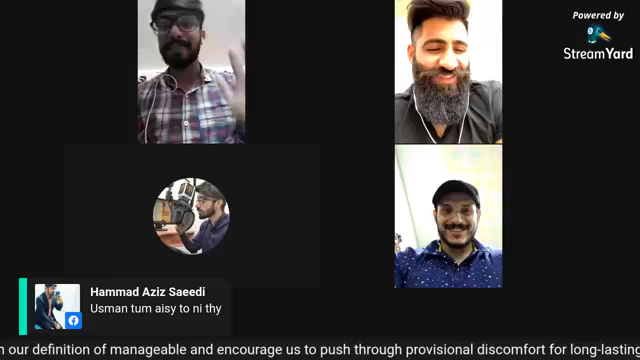 Powered by
StreamYard
Hammad Aziz Saeedi
Usman tum aisy to ni thy
our definition of manageable and encourage us to push through provisional discomfort for long-lasting